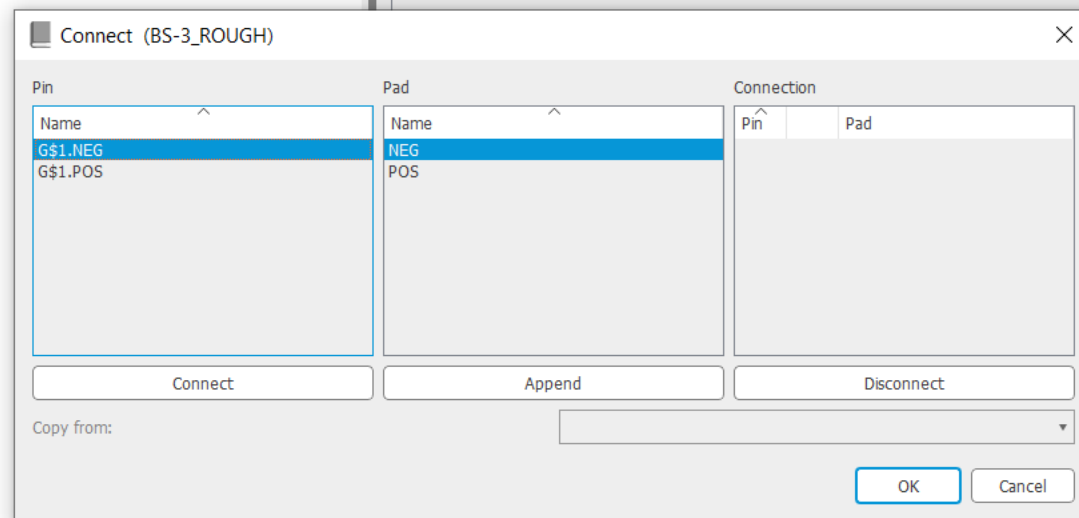 Connect (BS-3_ROUGH)
Pin
Pad
Connection
Name
Name
Pin
Pad
G$1.NEG
NEG
G$1.POS
POS
Connect
Append
Disconnect
Copy from:
OK
Cancel